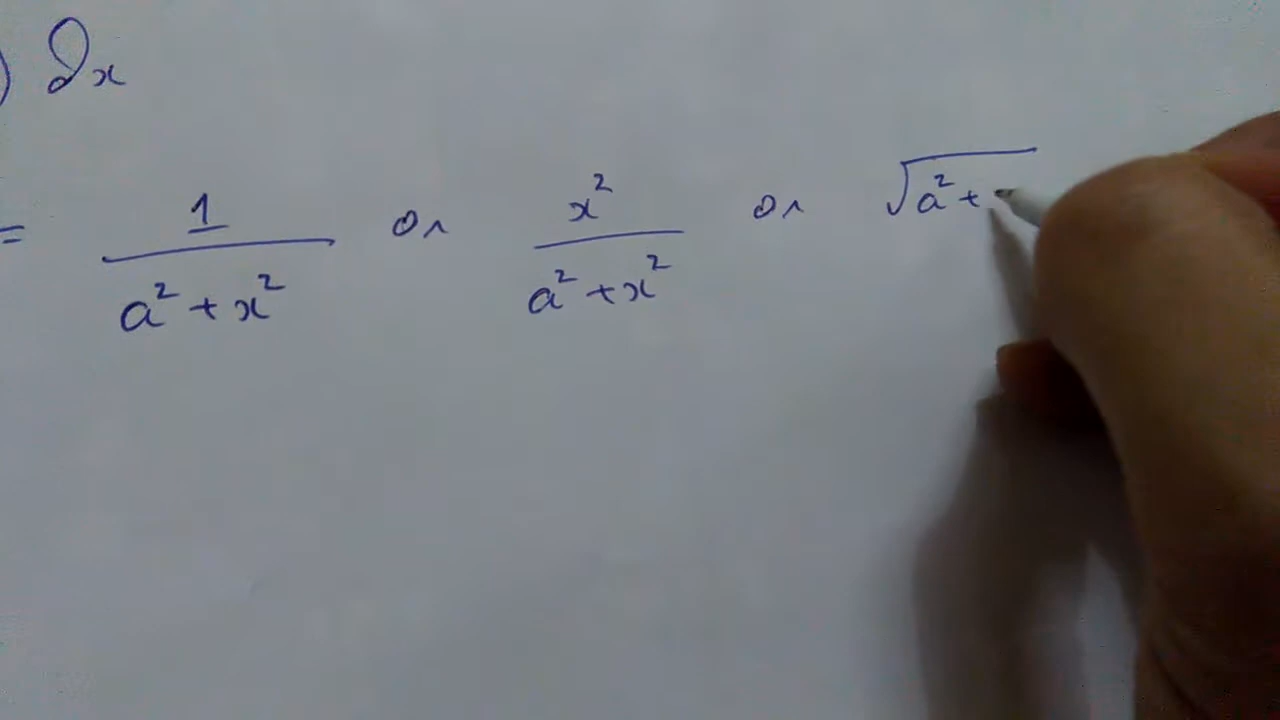 ) ∂x
= 1/(a² + x²) or x²/(a² + x²) or √(a² +